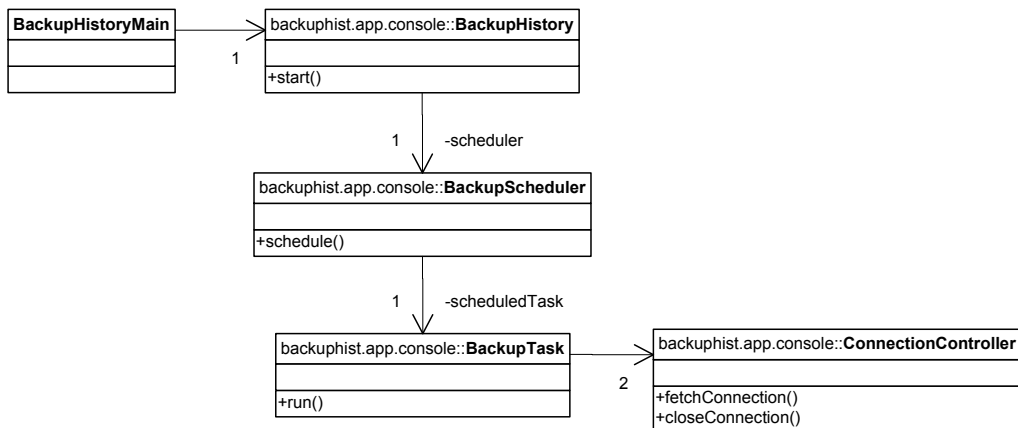 BackupHistoryMain
backuphist.app.console::BackupHistory
1
+start()
1
-scheduler
backuphist.app.console::BackupScheduler
+schedule()
1
-scheduledTask
backuphist.app.console::BackupTask
backuphist.app.console::ConnectionController
2
+run()
+fetchConnection()
+closeConnection()